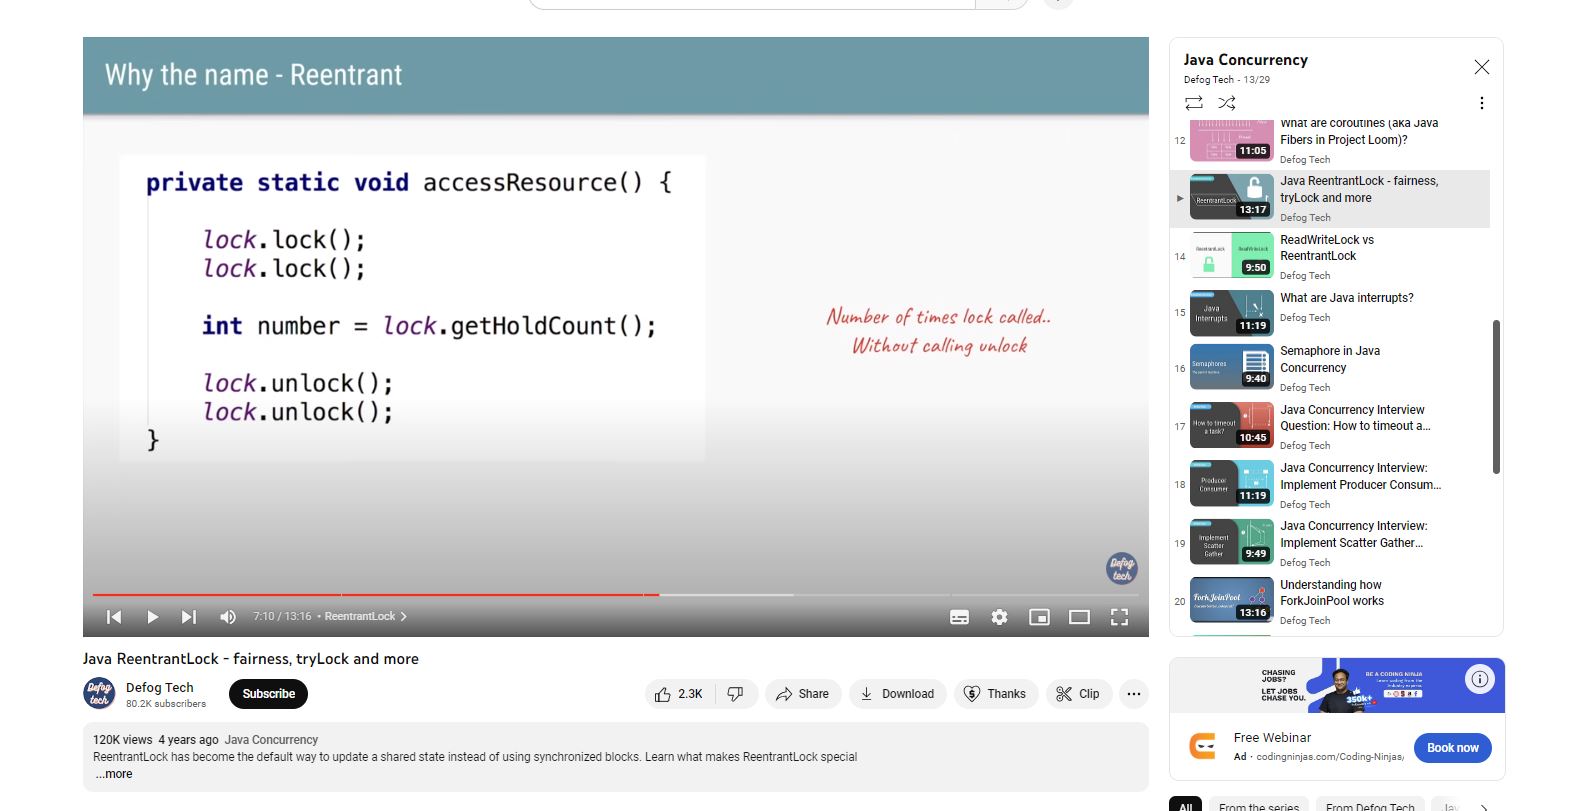 Why the name - Reentrant
private static void accessResource() {
lock.lock();
lock.lock();
int number = lock.getHoldCount();
lock.unlock();
lock.unlock();
}
Number of times lock called..
Without calling unlock
Defog
tech
7:10 / 13:16 • ReentrantLock
Java ReentrantLock - fairness, tryLock and more
Defog
tech
Defog Tech
80.2K subscribers
Subscribe
2.3K
Share
Download
Thanks
Clip
120K views 4 years ago Java Concurrency
ReentrantLock has become the default way to update a shared state instead of using synchronized blocks. Learn what makes ReentrantLock special
...more
Java Concurrency
Defog Tech - 13/29
12
11:05
What are coroutines (aka Java
Fibers in Project Loom)?
Defog Tech
ReentrantLock
13:17
Java ReentrantLock - fairness,
tryLock and more
Defog Tech
14
ReentrantLock
ReadWriteLock
9:50
ReadWriteLock vs
ReentrantLock
Defog Tech
15
Java
Interrupts
11:19
What are Java interrupts?
Defog Tech
16
Semaphores
9:40
Semaphore in Java
Concurrency
Defog Tech
17
How to timeout
a task?
10:45
Java Concurrency Interview
Question: How to timeout a...
Defog Tech
18
Producer
Consumer
11:19
Java Concurrency Interview:
Implement Producer Consum...
Defog Tech
19
Implement
Scatter
Gather
9:49
Java Concurrency Interview:
Implement Scatter Gather...
Defog Tech
20
ForkJoinPool
13:16
Understanding how
ForkJoinPool works
Defog Tech
CHASING
JOBS?
LET JOBS
CHASE YOU.
350k+
BE A CODING NINJA
Learn coding from the
industry experts
Free Webinar
Ad · codingninjas.com/Coding-Ninjas/
Book now
All
From the series
From Defog Tech
Jav